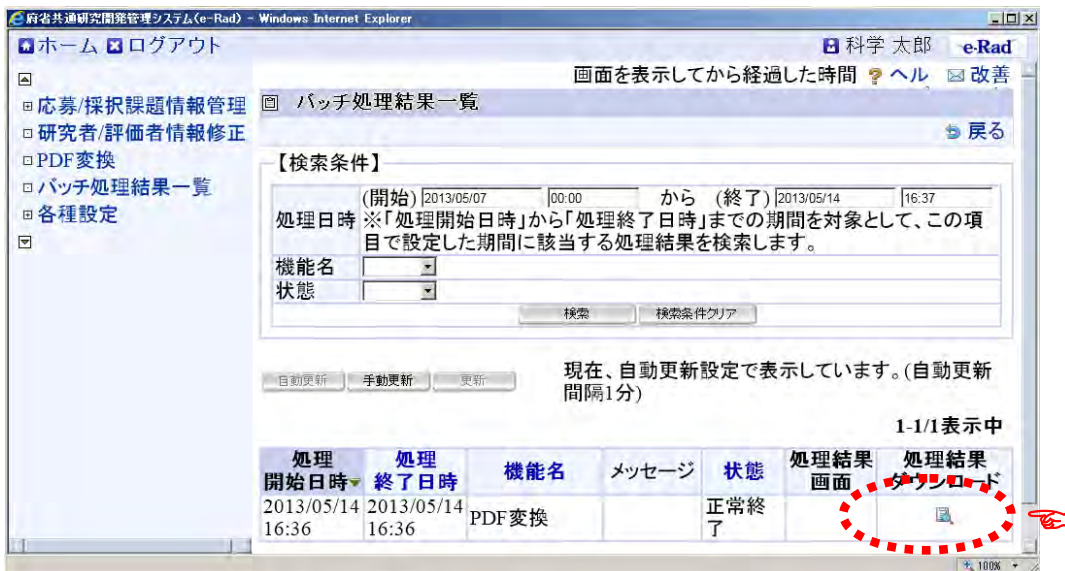 府省共通研究開発管理システム(e-Rad) - Windows Internet Explorer
ホーム ログアウト
科学 太郎 e-Rad
画面を表示してから経過した時間 ヘル 改善
応募/採択課題情報管理
研究者/評価者情報修正
PDF変換
バッチ処理結果一覧
各種設定
バッチ処理結果一覧
戻る
【検索条件】
処理日時
(開始) 2013/05/07 00:00 から (終了) 2013/05/14 16:37
※「処理開始日時」から「処理終了日時」までの期間を対象として、この項
目で設定した期間に該当する処理結果を検索します。
機能名
状態
検索 検索条件クリア
自動更新 手動更新 更新
現在、自動更新設定で表示しています。(自動更新
間隔1分)
1-1/1表示中
処理
開始日時
処理
終了日時
機能名
メッセージ
状態
処理結果
画面
処理結果
ダウンロード
2013/05/14
16:36
2013/05/14
16:36
PDF変換
正常終
了
100%